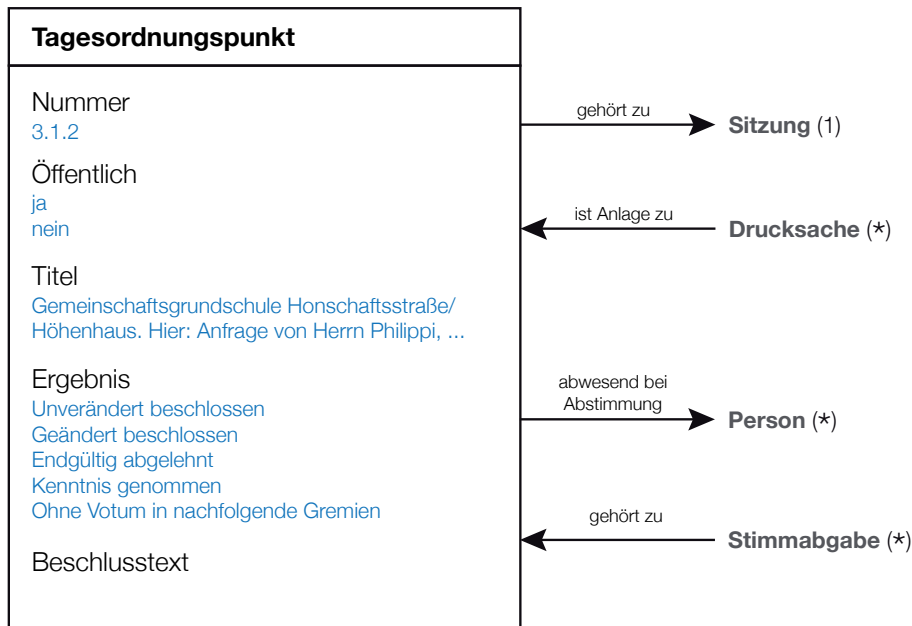 Tagesordnungspunkt
Nummer
3.1.2
Öffentlich
ja
nein
Titel
Gemeinschaftsgrundschule Honschaftsstraße/
Höhenhaus. Hier: Anfrage von Herrn Philippi, ...
Ergebnis
Unverändert beschlossen
Geändert beschlossen
Endgültig abgelehnt
Kenntnis genommen
Ohne Votum in nachfolgende Gremien
Beschlusstext
gehört zu
Sitzung (1)
ist Anlage zu
Drucksache (*)
abwesend bei
Abstimmung
Person (*)
gehört zu
Stimmabgabe (*)